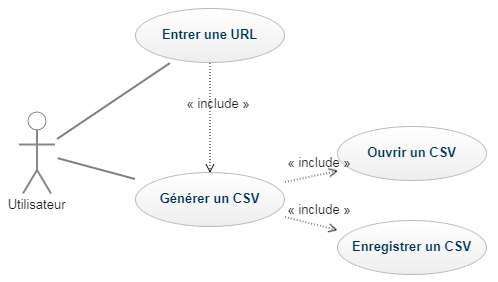 Entrer une URL
« include »
« include »
Ouvrir un CSV
Utilisateur
Générer un CSV
« include »
Enregistrer un CSV